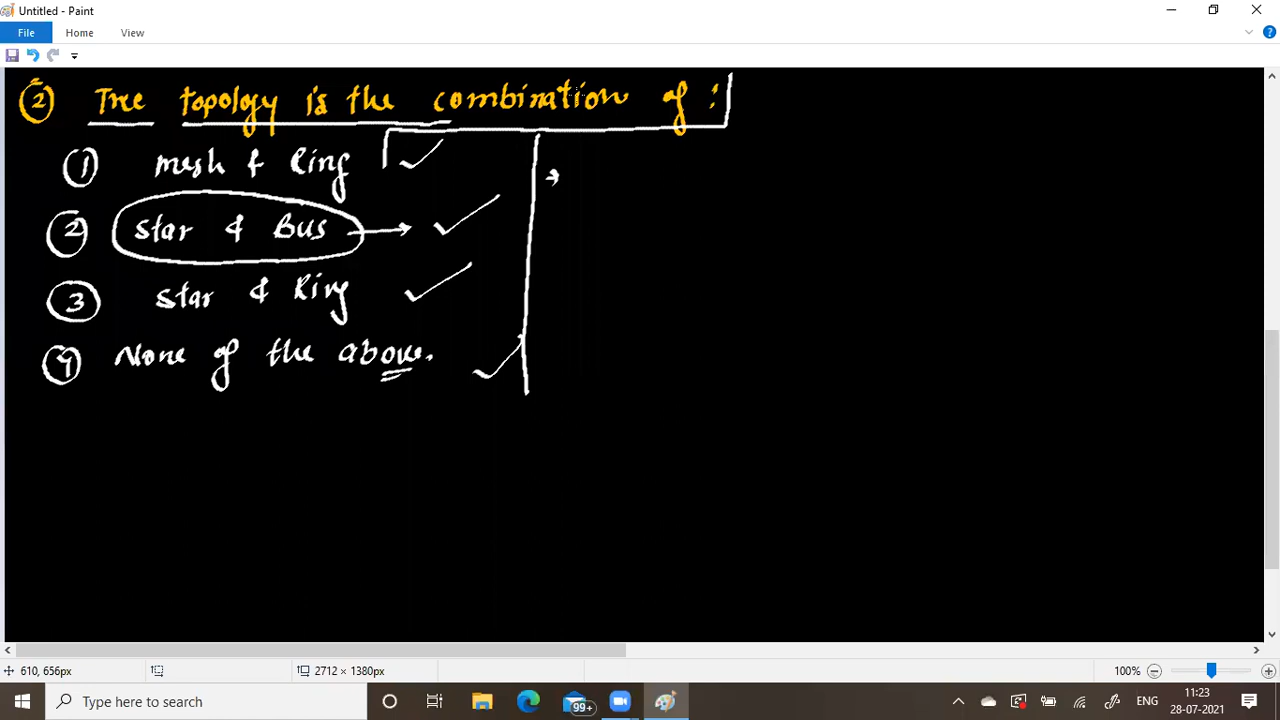 Untitled - Paint
File Home View
② Tree topology is the combination of :
① mesh & Ring
② star & Bus
③ star & Ring
④ None of the above.
610, 656px
2712 × 1380px
100%
Type here to search
99+
ENG
11:23
28-07-2021